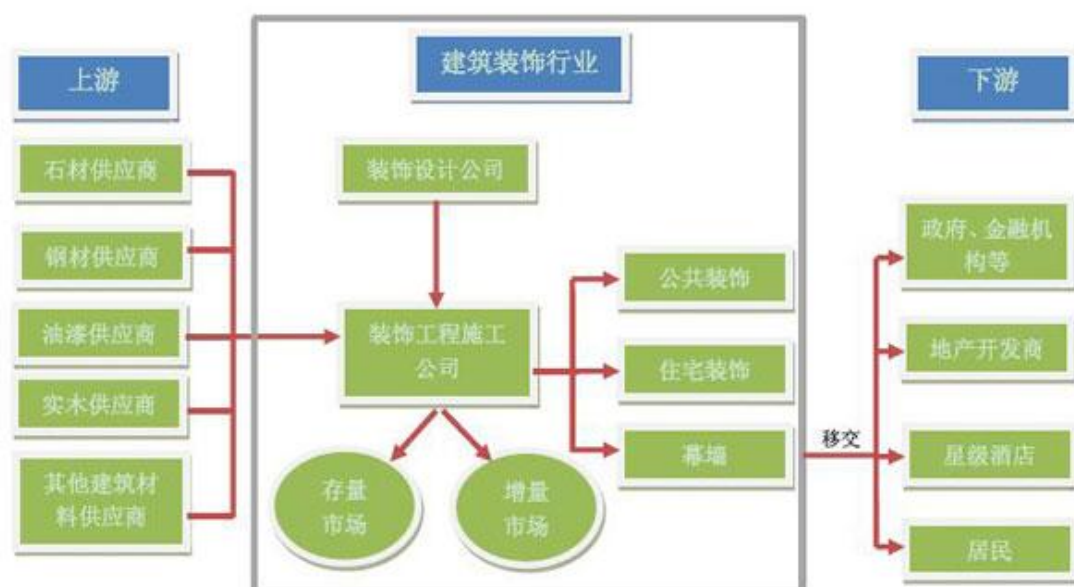 上游
石材供应商
钢材供应商
油漆供应商
实木供应商
其他建筑材
料供应商
建筑装饰行业
装饰设计公司
装饰工程施工
公司
存量
市场
增量
市场
公共装饰
住宅装饰
幕墙
移交
下游
政府、金融机
构等
地产开发商
星级酒店
居民